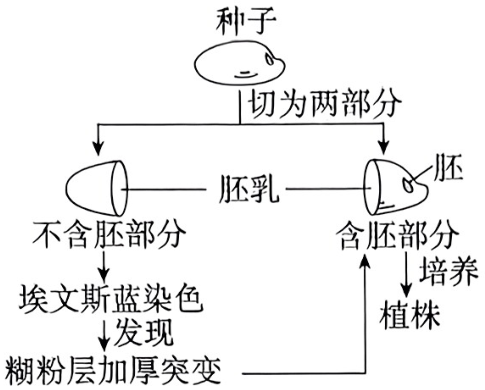 种子
切为两部分
胚乳
胚
不含胚部分
含胚部分
培养
埃文斯蓝染色
植株
发现
糊粉层加厚突变